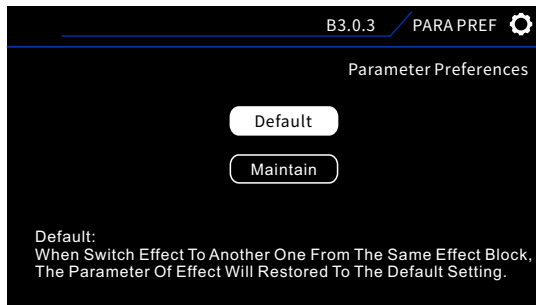 B3.0.3 PARA PREF
Parameter Preferences
Default
Maintain
Default:
When Switch Effect To Another One From The Same Effect Block,
The Parameter Of Effect Will Restored To The Default Setting.